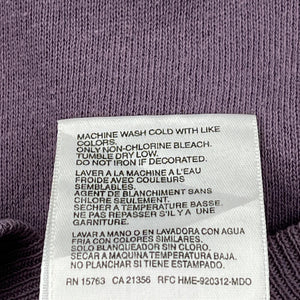 MACHINE WASH COLD WITH LIKE
COLORS.
ONLY NON-CHLORINE BLEACH.
TUMBLE DRY LOW.
DO NOT IRON IF DECORATED.
LAVER A LA MACHINE A L'EAU
FROIDE AVEC COULEURS
SEMBLABLES.
AGENT DE BLANCHIMENT SANS
CHLORE SEULEMENT.
SECHER A TEMPERATURE BASSE.
NE PAS REPASSER S'IL Y A UNE
GARNITURE.
LAVAR A MANO O EN LAVADORA CON AGUA
FRIA CON COLORES SIMILARES.
SOLO BLANQUEADOR SIN CLORO.
SECAR A MAQUINA TEMPERATURA BAJA.
NO PLANCHAR SI TIENE ESTAMPADO.
RN 15763 CA 21356 RFC HME-920312-MDO